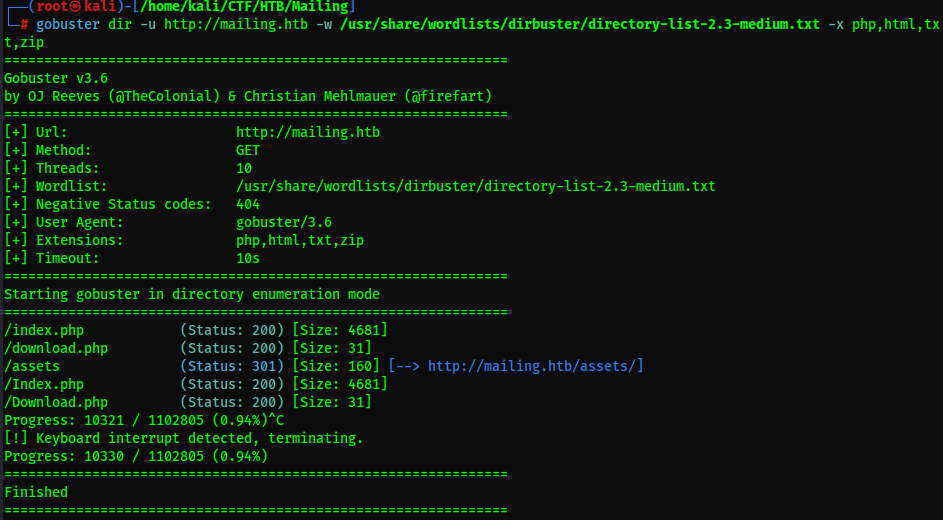 ┌──(root㉿kali)-[/home/kali/CTF/HTB/Mailing]
└─# gobuster dir -u http://mailing.htb -w /usr/share/wordlists/dirbuster/directory-list-2.3-medium.txt -x php,html,tx
t,zip
===============================================================
Gobuster v3.6
by OJ Reeves (@TheColonial) & Christian Mehlmauer (@firefart)
===============================================================
[+] Url:                     http://mailing.htb
[+] Method:                  GET
[+] Threads:                 10
[+] Wordlist:                /usr/share/wordlists/dirbuster/directory-list-2.3-medium.txt
[+] Negative Status codes:   404
[+] User Agent:              gobuster/3.6
[+] Extensions:              php,html,txt,zip
[+] Timeout:                 10s
===============================================================
Starting gobuster in directory enumeration mode
===============================================================
/index.php            (Status: 200) [Size: 4681]
/download.php         (Status: 200) [Size: 31]
/assets               (Status: 301) [Size: 160] [--> http://mailing.htb/assets/]
/Index.php            (Status: 200) [Size: 4681]
/Download.php         (Status: 200) [Size: 31]
Progress: 10321 / 1102805 (0.94%)^C
[!] Keyboard interrupt detected, terminating.
Progress: 10330 / 1102805 (0.94%)
===============================================================
Finished
===============================================================